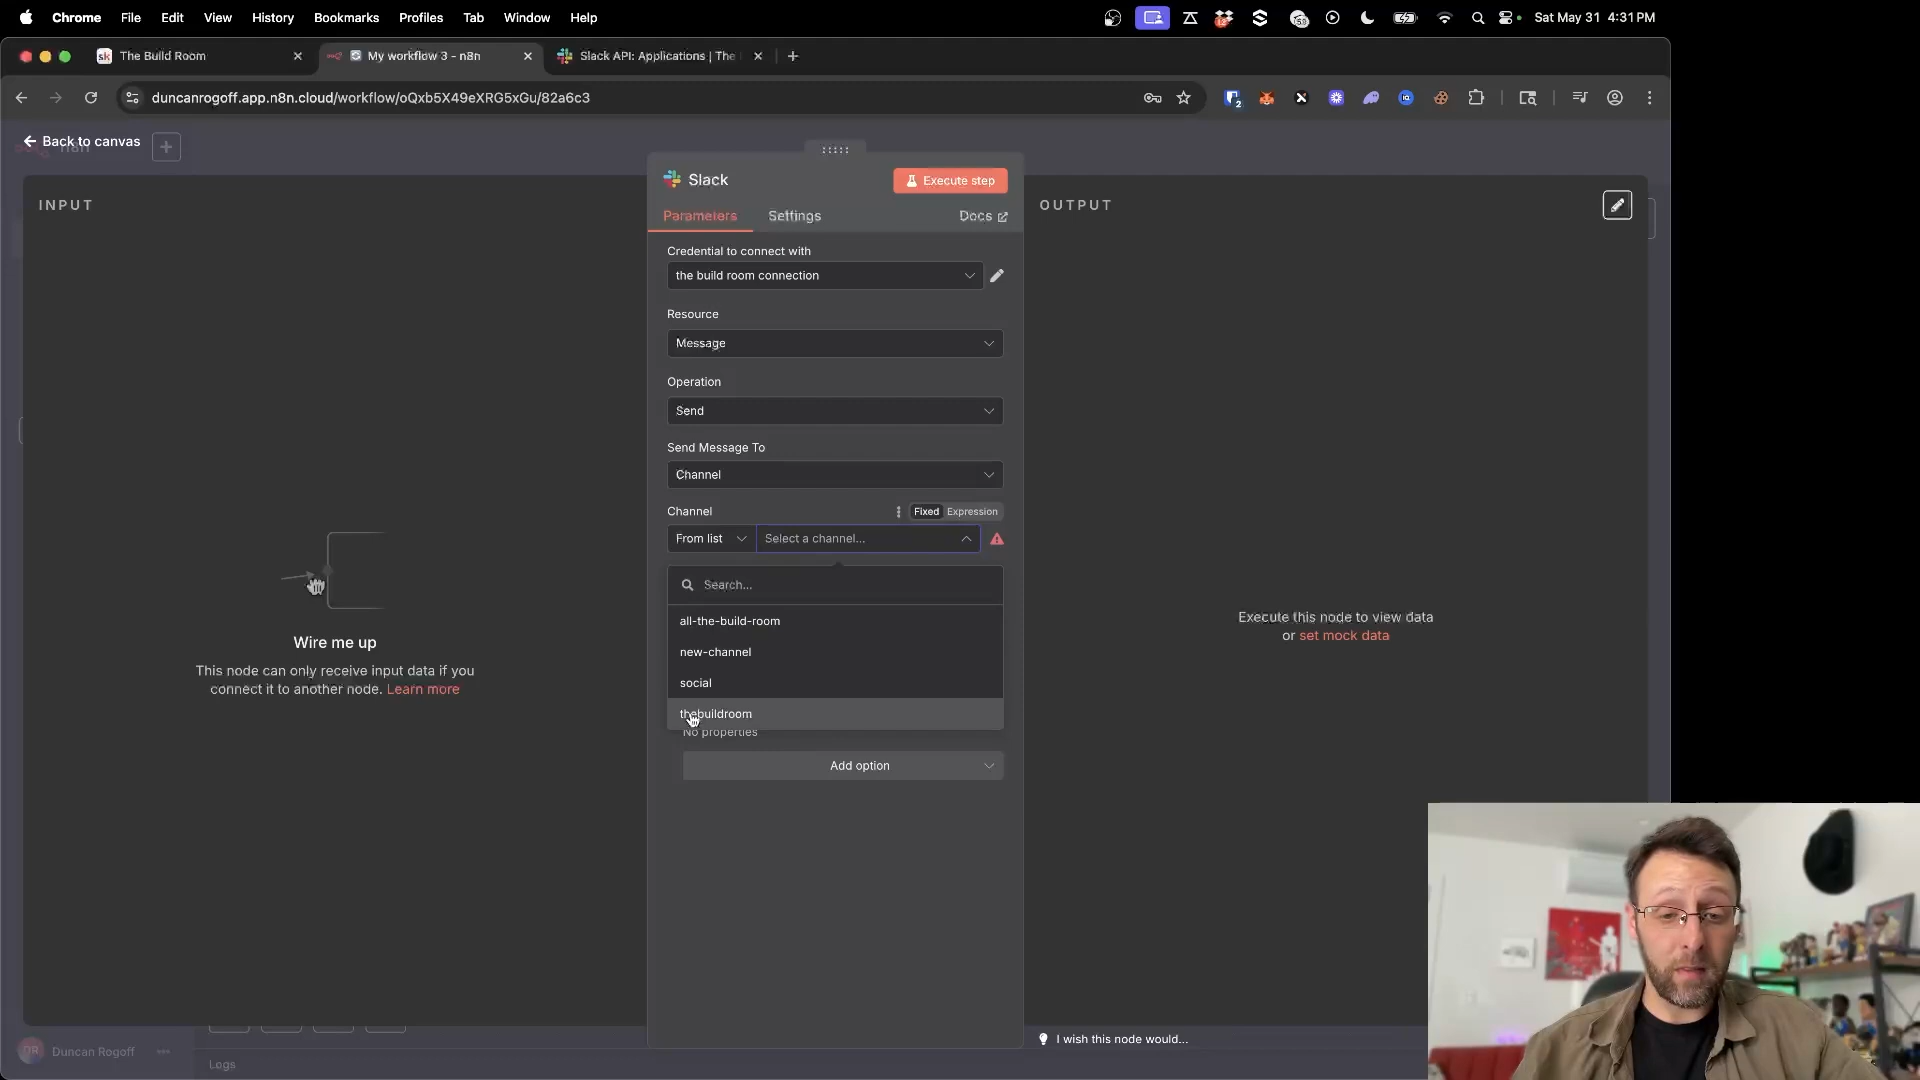 Chrome File Edit View History Bookmarks Profiles Tab Window Help
Sat May 31 4:31 PM
The Build Room
My workflow 3 - n8n
Slack API: Applications | The
duncanrogoff.app.n8n.cloud/workflow/oQxb5X49eXRG5xGu/82a6c3
Back to canvas
INPUT
Slack
Execute step
OUTPUT
Parameters
Settings
Docs
Credential to connect with
the build room connection
Resource
Message
Operation
Send
Send Message To
Channel
Channel
Fixed Expression
From list
Select a channel...
Search...
all-the-build-room
new-channel
social
thebuildroom
No properties
Add option
Wire me up
This node can only receive input data if you
connect it to another node. Learn more
Execute this node to view data
or set mock data
I wish this node would...
DR
Duncan Rogoff
Logs